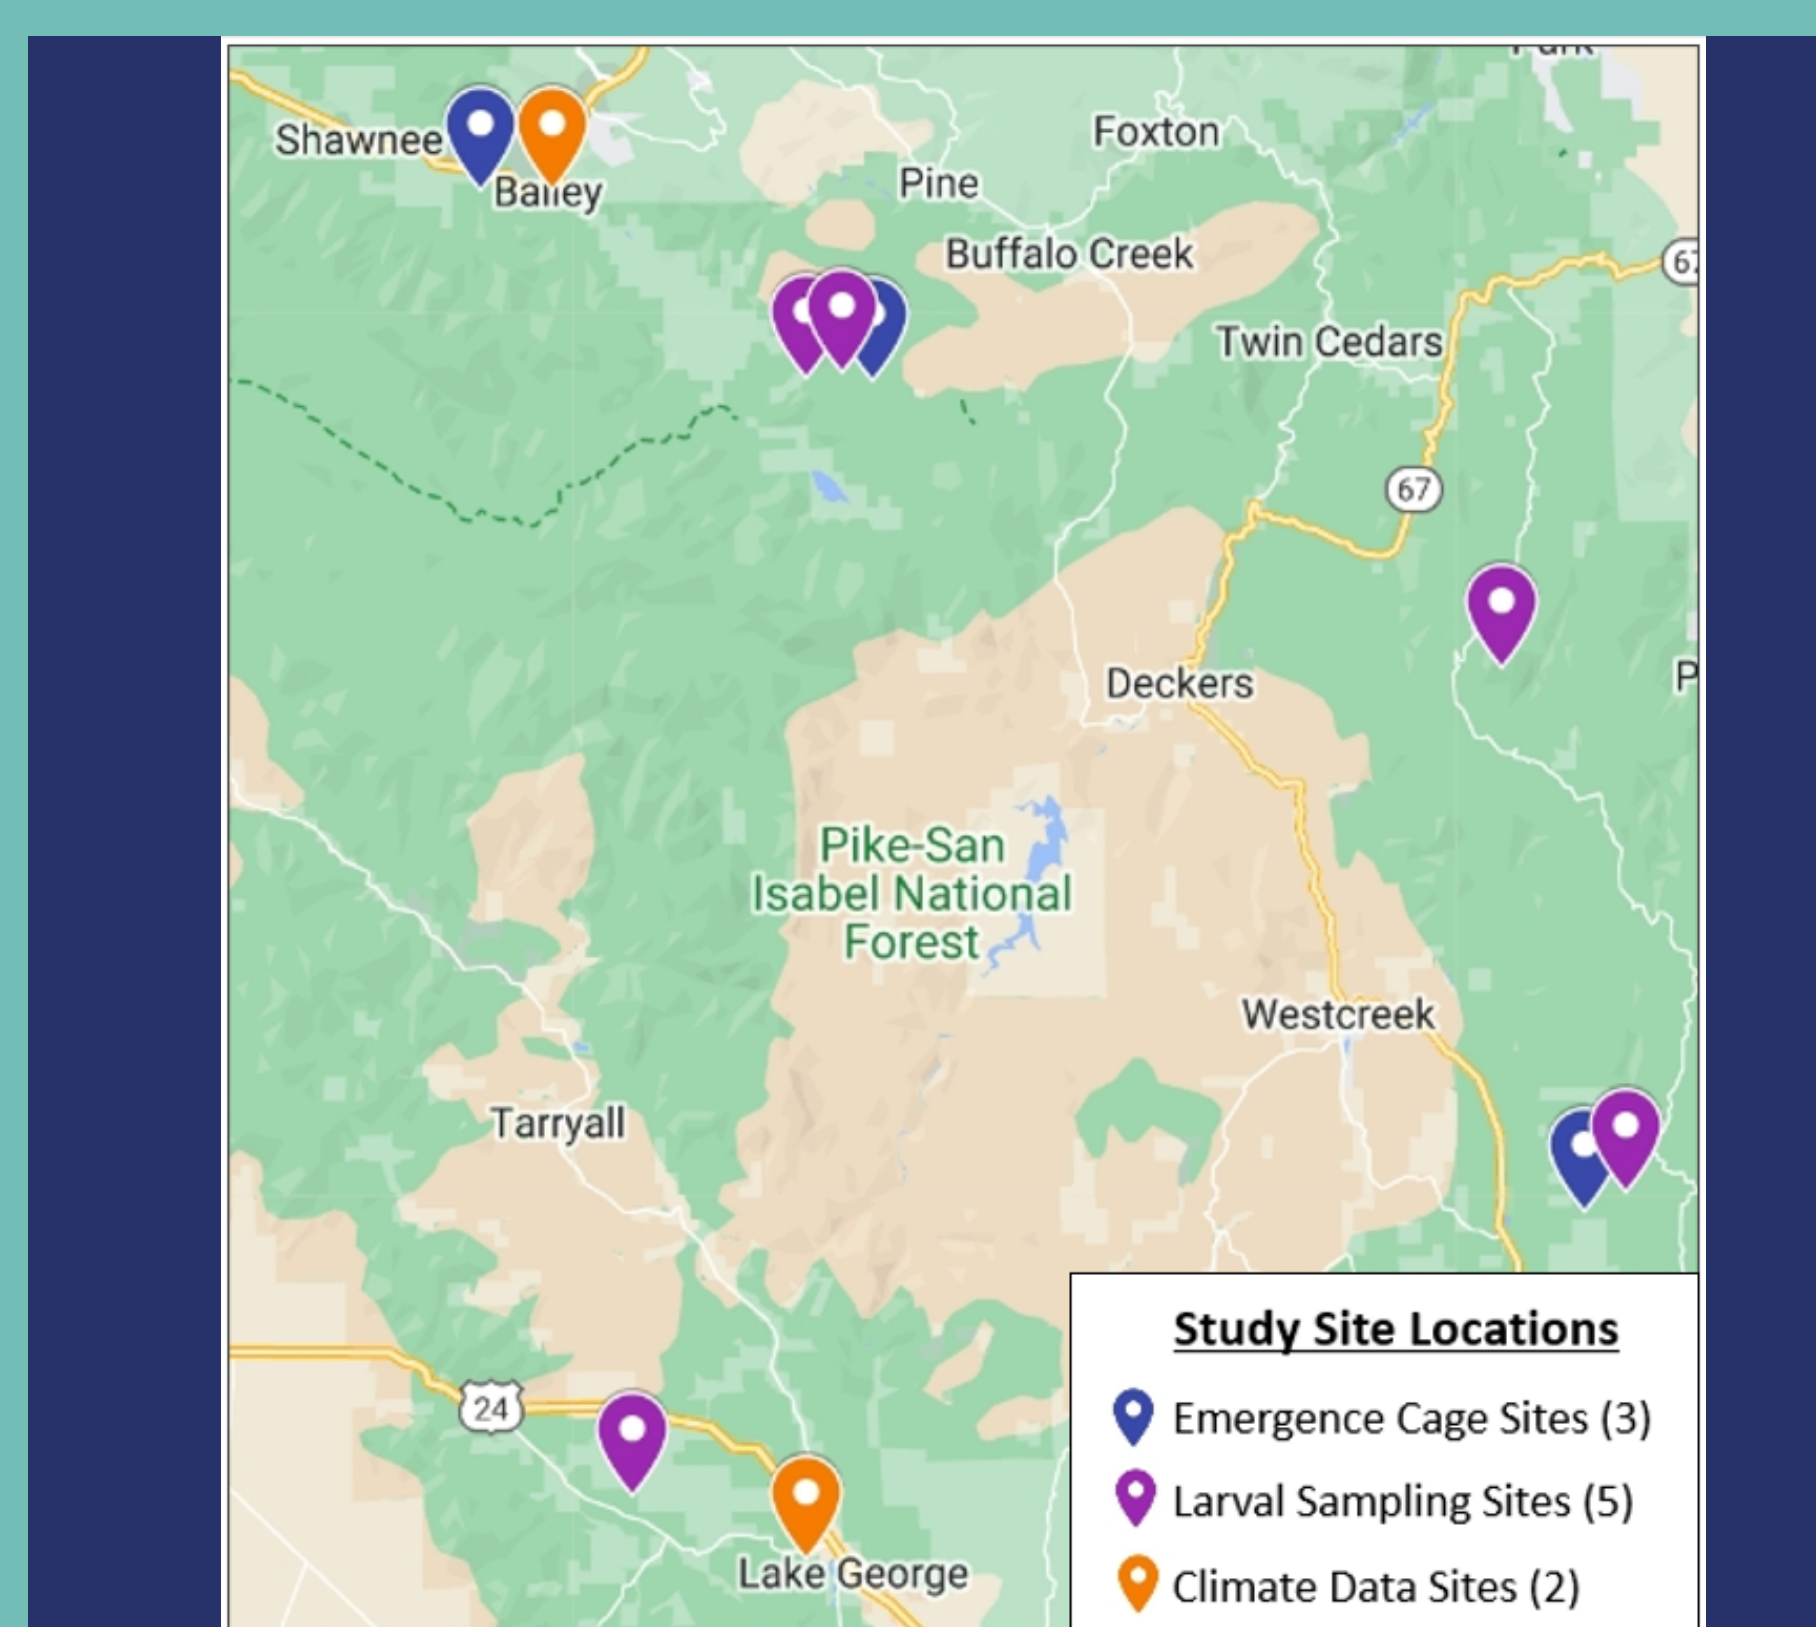 Shawnee
Bailey
Foxton
Pine
Buffalo Creek
67
Twin Cedars
67
Deckers
P
Pike-San
Isabel National
Forest
Westcreek
Tarryall
24
Lake George
Study Site Locations
Emergence Cage Sites (3)
Larval Sampling Sites (5)
Climate Data Sites (2)